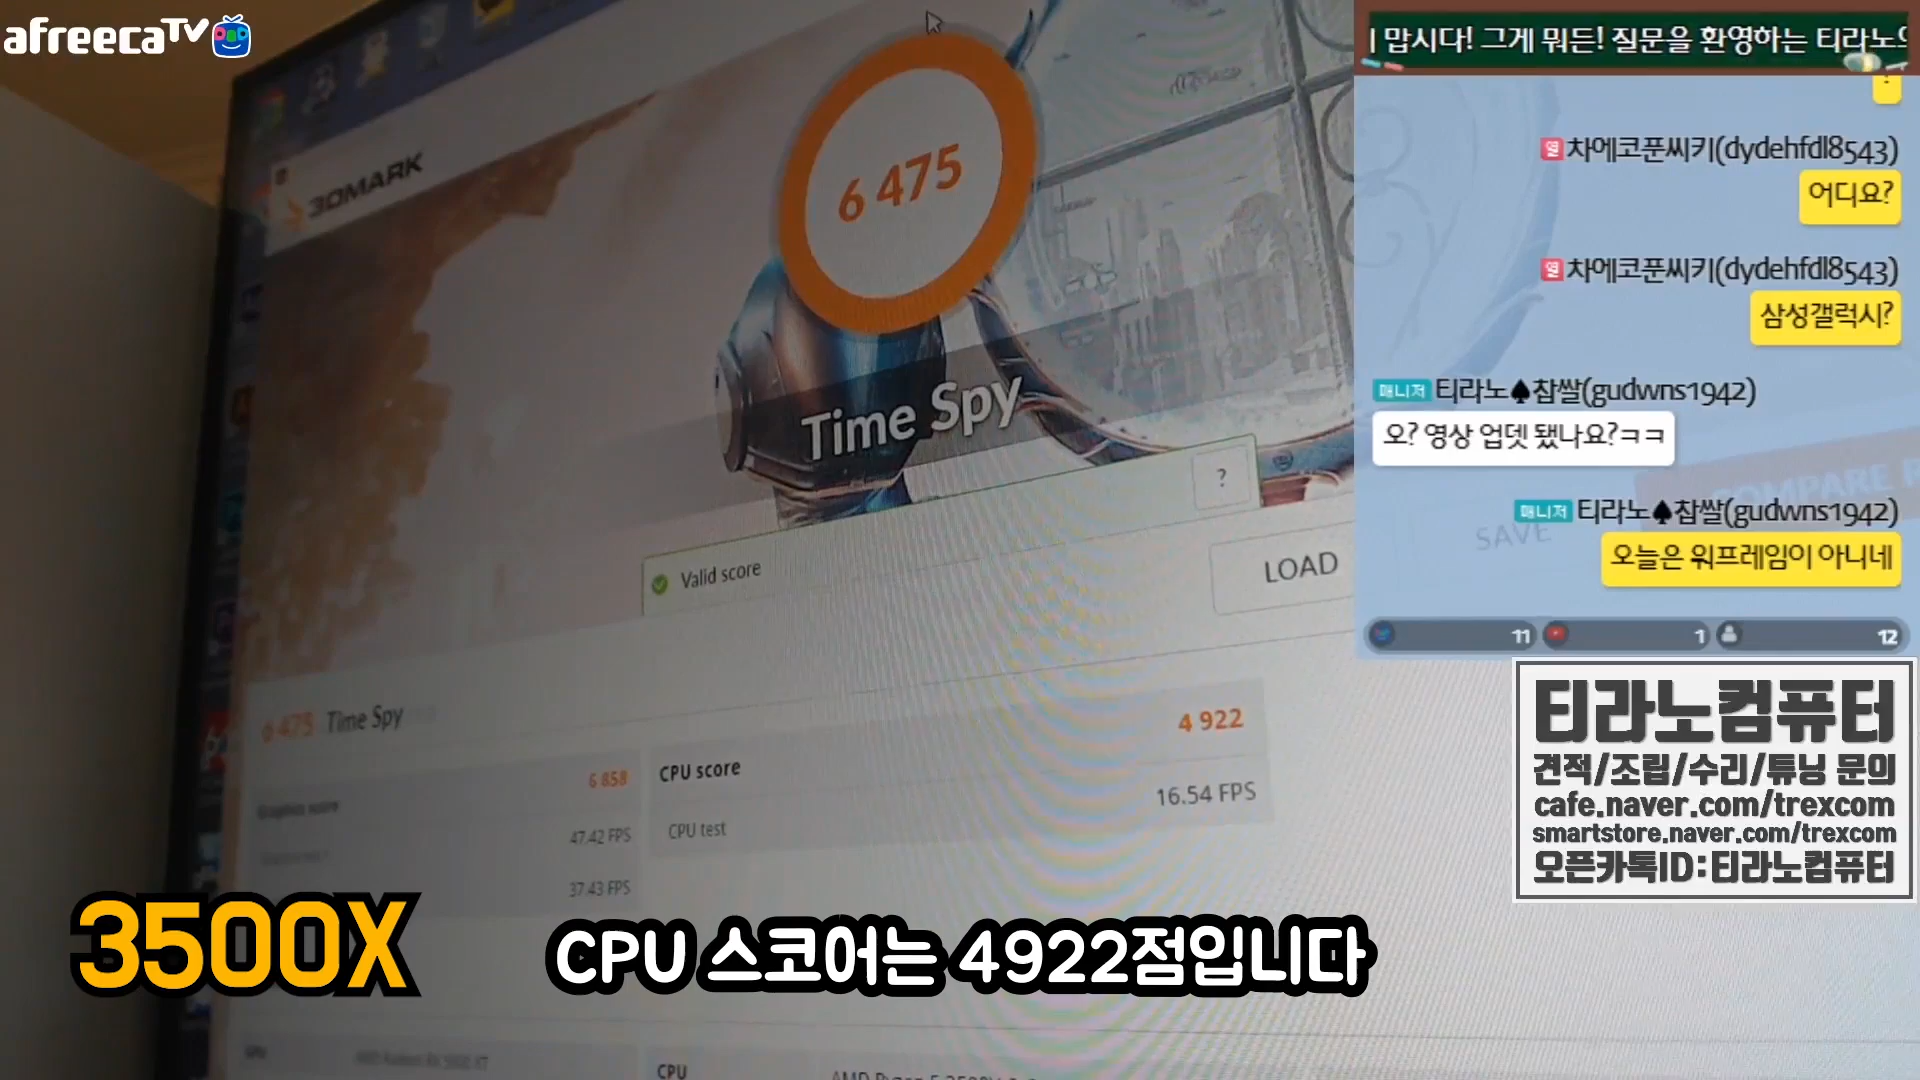 afreecaTV
3DMARK
6 475
Time Spy
?
Valid score
LOAD
6 475 Time Spy
Graphics score
6 858
47.42 FPS
37.43 FPS
CPU score
4 922
CPU test
16.54 FPS
CPU
3500X
CPU 스코어는 4922점입니다
맙시다! 그게 뭐든! 질문을 환영하는 티라노의
열 차에코푼씨키(dydehfdl8543)
어디요?
열 차에코푼씨키(dydehfdl8543)
삼성갤럭시?
매니저 티라노♠찹쌀(gudwns1942)
오? 영상 업뎃 됐나요?ㅋㅋ
COMPARE
SAVE
매니저 티라노♠찹쌀(gudwns1942)
오늘은 워프레임이 아니네
11
1
12
티라노컴퓨터
견적/조립/수리/튜닝 문의
cafe.naver.com/trexcom
smartstore.naver.com/trexcom
오픈카톡ID:티라노컴퓨터